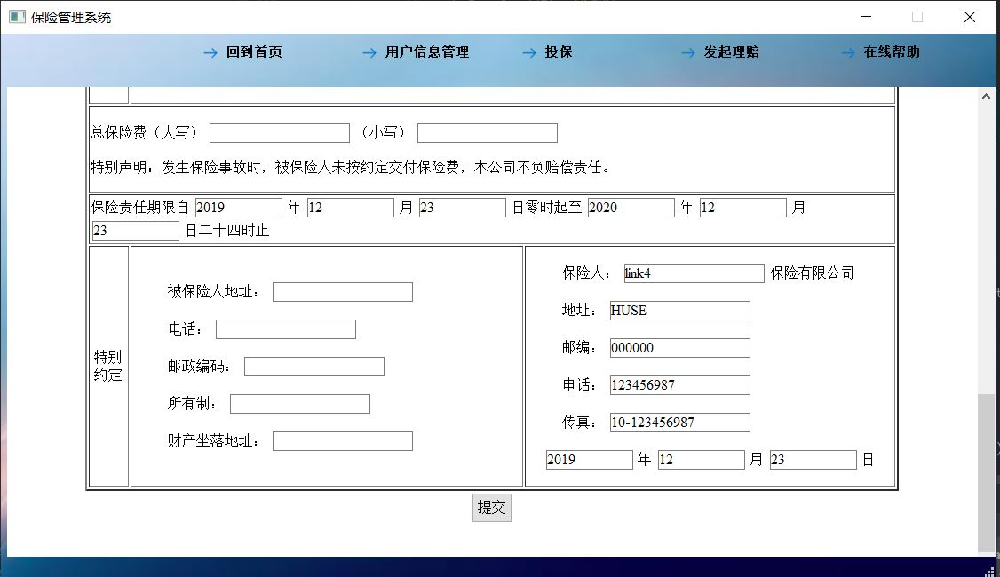 保险管理系统
→ 回到首页 → 用户信息管理 → 投保 → 发起理赔 → 在线帮助
总保险费（大写） （小写）
特别声明：发生保险事故时，被保险人未按约定交付保险费，本公司不负赔偿责任。
保险责任期限自 2019 年 12 月 23 日零时起至 2020 年 12 月
23 日二十四时止
特别
约定
被保险人地址：
电话：
邮政编码：
所有制：
财产坐落地址：
保险人： link4 保险有限公司
地址： HUSE
邮编： 000000
电话： 123456987
传真： 10-123456987
2019 年 12 月 23 日
提交